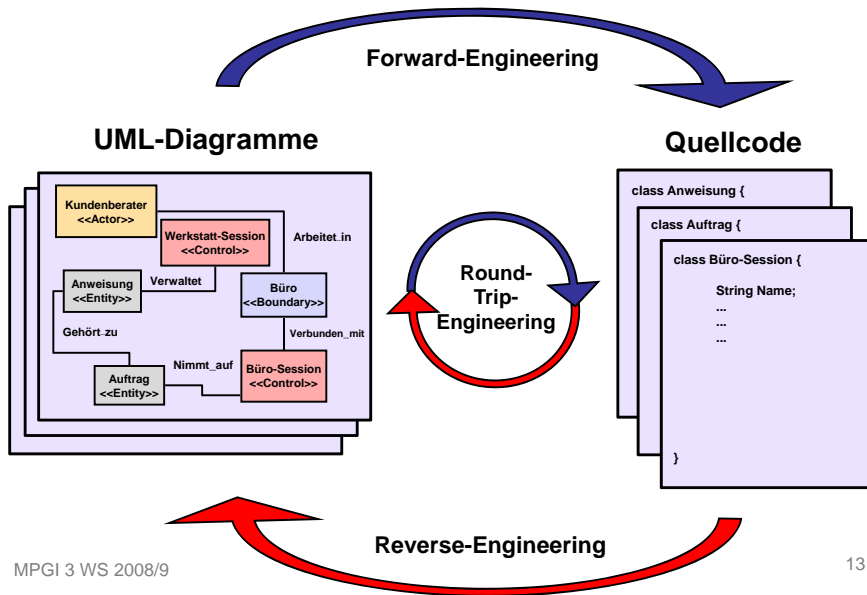 Forward-Engineering
UML-Diagramme
Quellcode
Kundenberater
<<Actor>>
Werkstatt-Session
<<Control>>
Arbeitet_in
Anweisung
<<Entity>>
Verwaltet
Büro
<<Boundary>>
Gehört-zu
Verbunden_mit
Auftrag
<<Entity>>
Nimmt_auf
Büro-Session
<<Control>>
Round-
Trip-
Engineering
class Anweisung {
class Auftrag {
class Büro-Session {
String Name;
...
...
...
}
Reverse-Engineering
MPGI 3 WS 2008/9
13